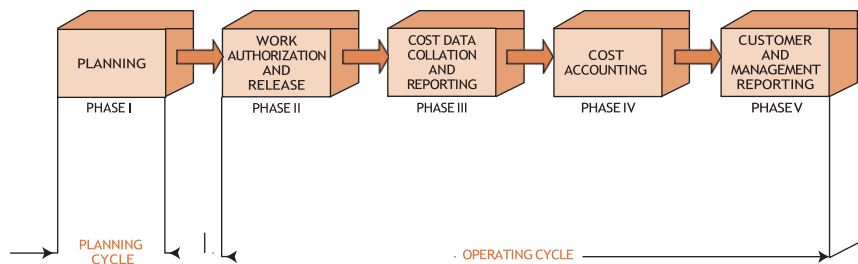 PLANNING
WORK
AUTHORIZATION
AND
RELEASE
COST DATA
COLLATION
AND
REPORTING
COST
ACCOUNTING
CUSTOMER
AND
MANAGEMENT
REPORTING
PHASE I
PHASE II
PHASE III
PHASE IV
PHASE V
PLANNING
CYCLE
OPERATING CYCLE